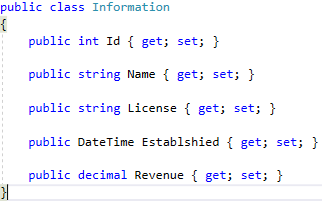 public class Information
{
public int Id { get; set; }
public string Name { get; set; }
public string License { get; set; }
public DateTime Establshied { get; set; }
public decimal Revenue { get; set; }
}